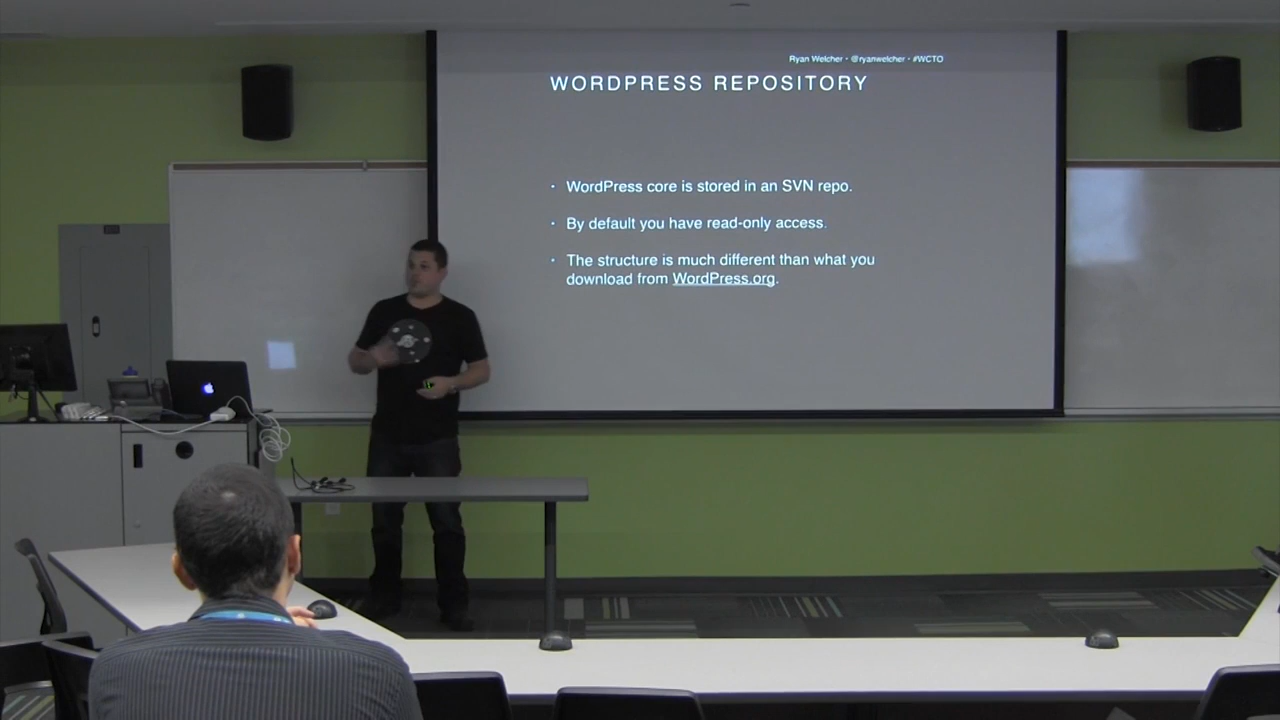 Ryan Welcher · @ryanwelcher · #WCTO
WORDPRESS REPOSITORY
· WordPress core is stored in an SVN repo.
· By default you have read-only access.
· The structure is much different than what you
download from WordPress.org.